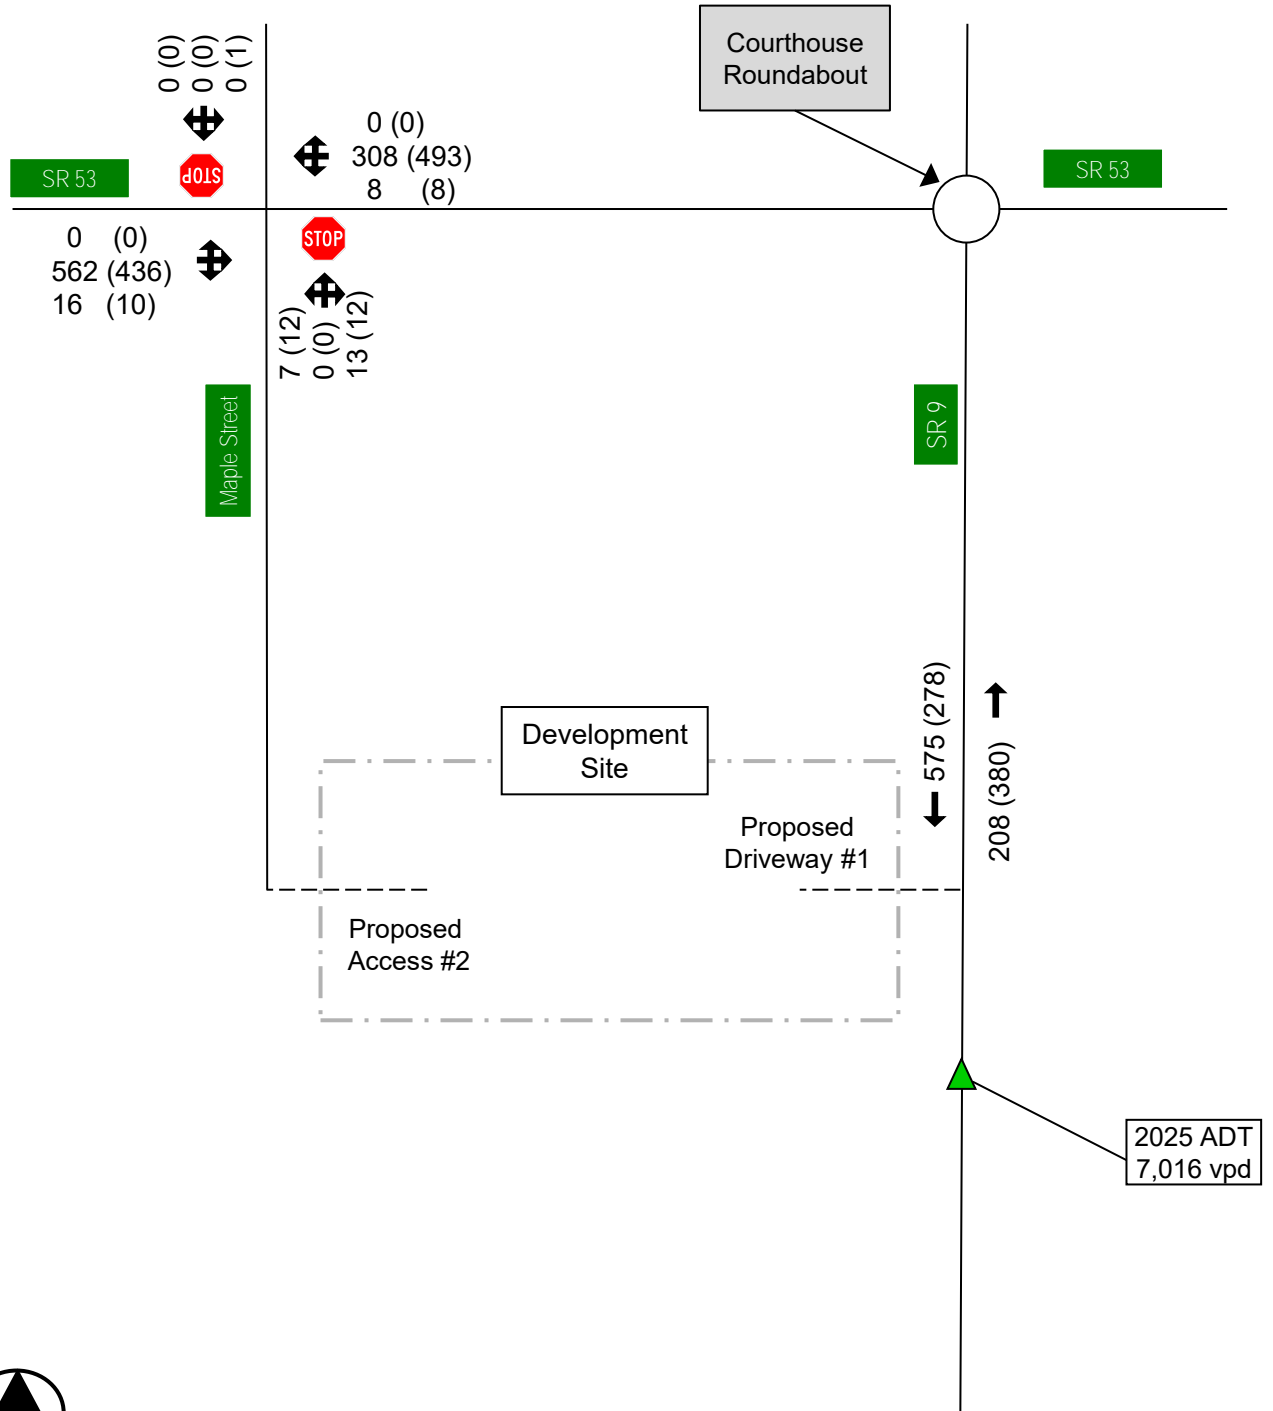 Courthouse
Roundabout
0 (0)
0 (0)
0 (1)
0 (0)
308 (493)
8 (8)
SR 53
STOP
SR 53
0 (0)
562 (436)
16 (10)
STOP
7 (12)
0 (0)
13 (12)
Maple Street
SR 9
575 (278)
208 (380)
Development
Site
Proposed
Driveway #1
Proposed
Access #2
2025 ADT
7,016 vpd